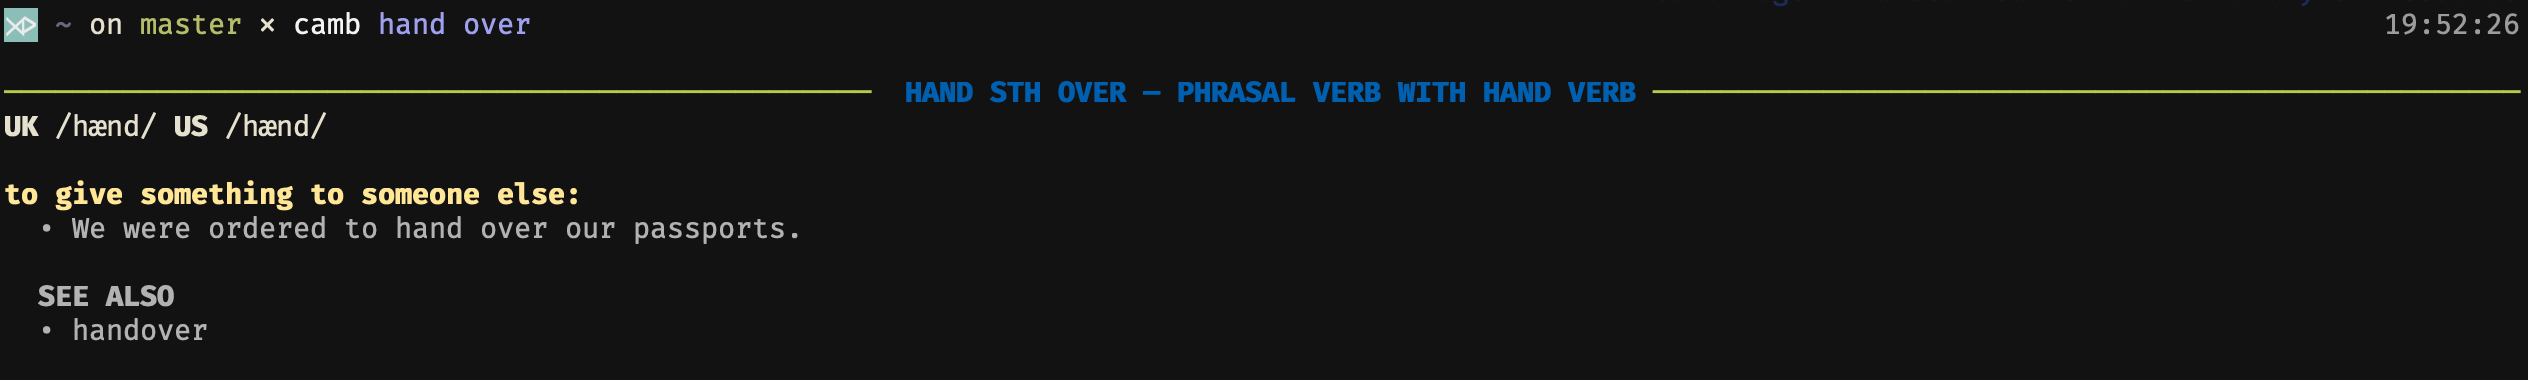 ~ on master × camb hand over 19:52:26
HAND STH OVER — PHRASAL VERB WITH HAND VERB
UK /hænd/ US /hænd/
to give something to someone else:
• We were ordered to hand over our passports.
SEE ALSO
• handover